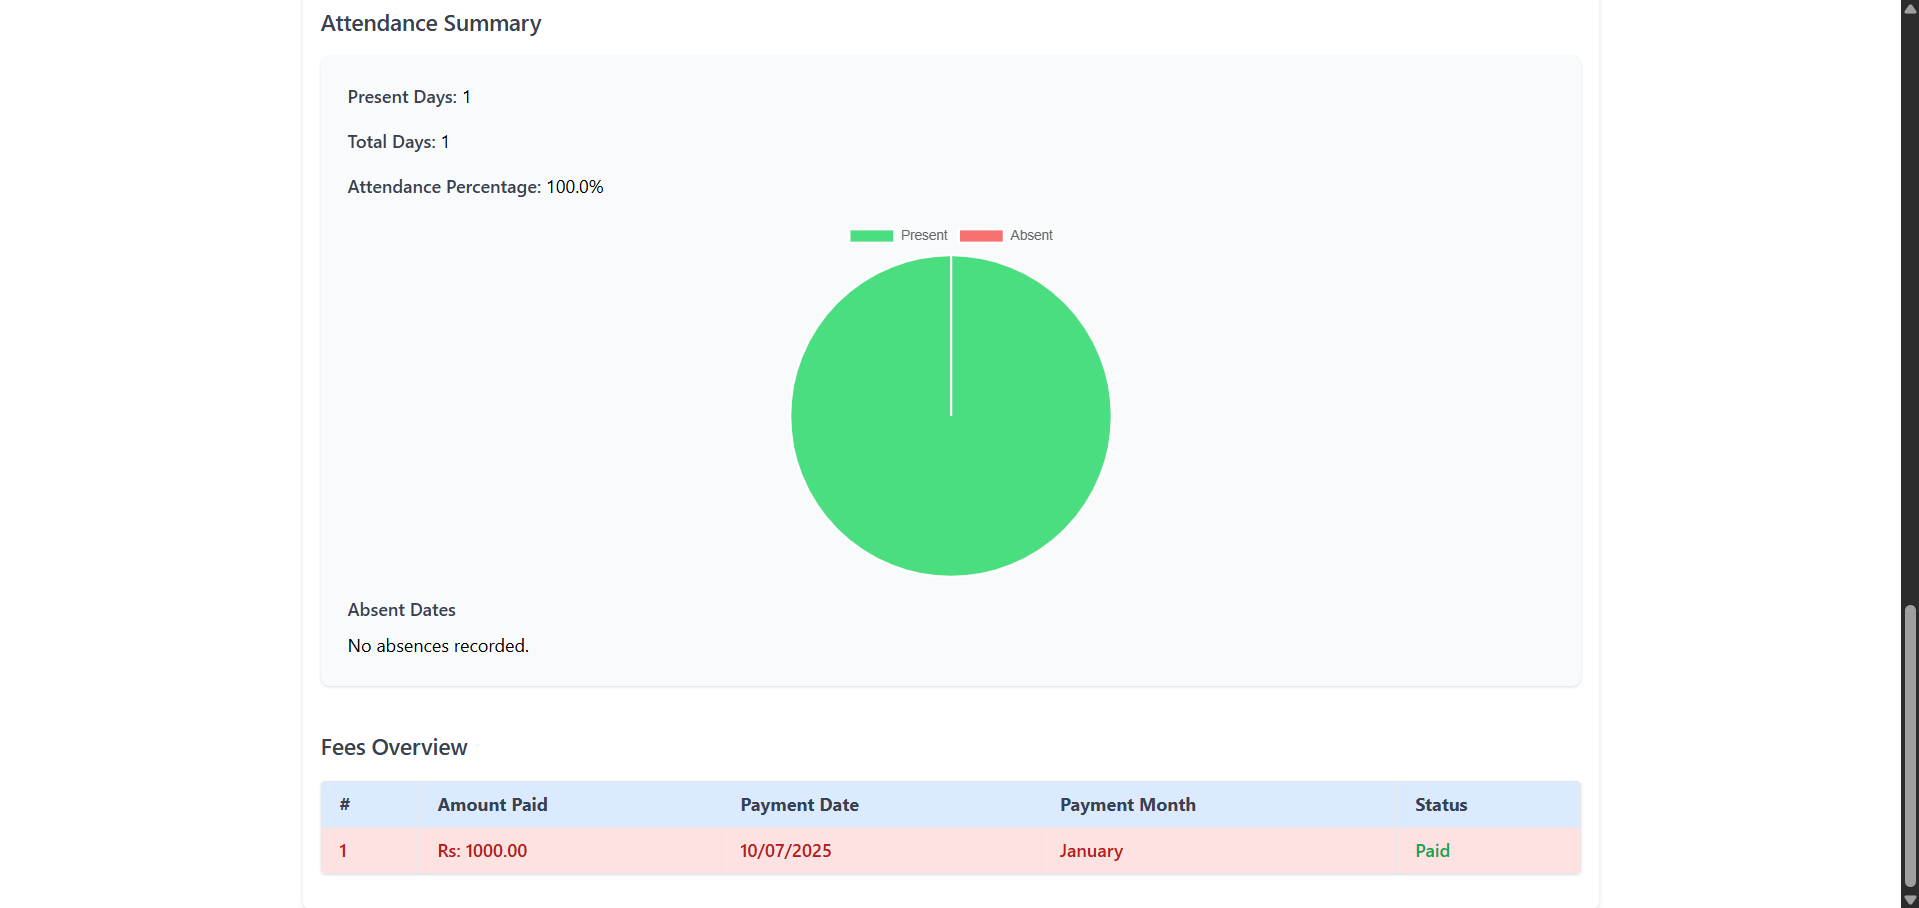 Attendance Summary
Present Days: 1
Total Days: 1
Attendance Percentage: 100.0%
Present Absent
Absent Dates
No absences recorded.
Fees Overview
# Amount Paid Payment Date Payment Month Status
1 Rs: 1000.00 10/07/2025 January Paid